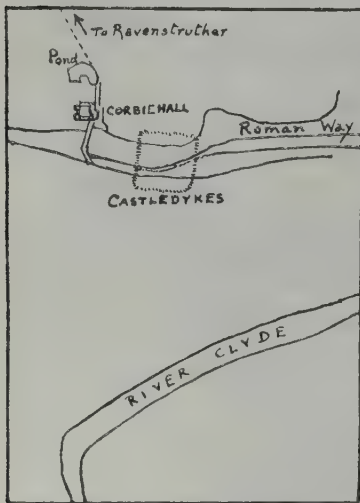 To Ravenstruther
Pond
CORBIEHALL
Roman Way
CASTLEDYKES
RIVER CLYDE